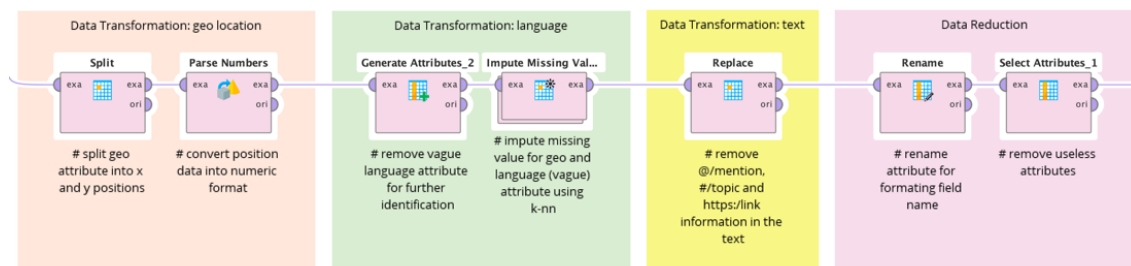 Data Transformation: geo location
Split
exa
exa
ori
# split geo
attribute into x
and y positions
Parse Numbers
exa
exa
ori
# convert position
data into numeric
format
Data Transformation: language
Generate Attributes_2
exa
exa
ori
# remove vague
language attribute
for further
identification
Impute Missing Val...
exa
exa
ori
# impute missing
value for geo and
language (vague)
attribute using
k-nn
Data Transformation: text
Replace
exa
exa
ori
# remove
@/mention,
#/topic and
https:/link
information in the
text
Data Reduction
Rename
exa
exa
ori
# rename
attribute for
formating field
name
Select Attributes_1
exa
exa
ori
# remove useless
attributes